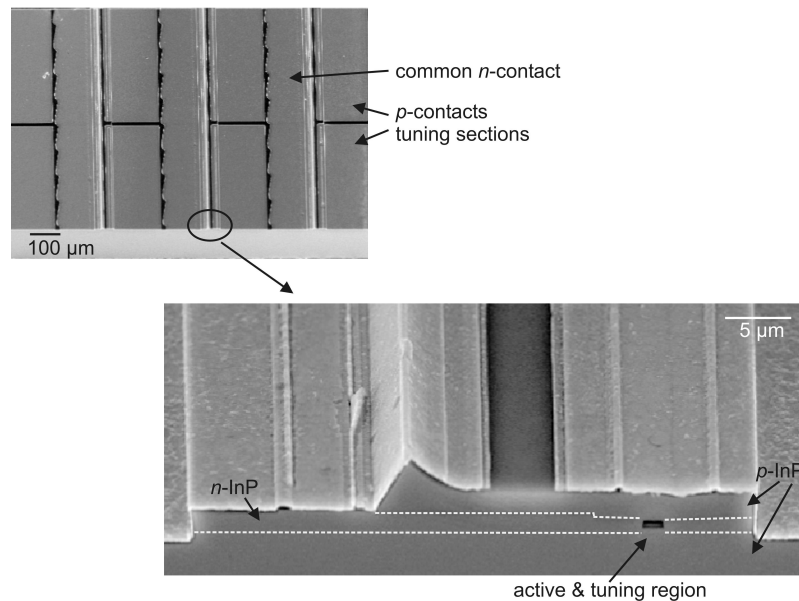 common n-contact
p-contacts
tuning sections
100 µm
5 µm
n-InP
p-InP
active & tuning region